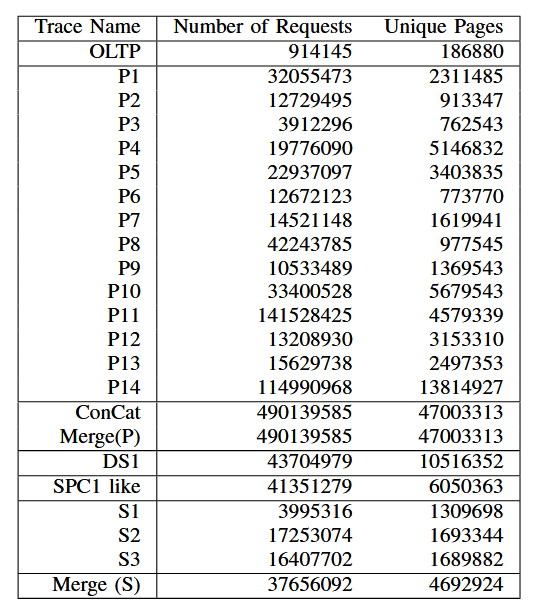 Trace Name Number of Requests Unique Pages
OLTP 914145 186880
P1 32055473 2311485
P2 12729495 913347
P3 3912296 762543
P4 19776090 5146832
P5 22937097 3403835
P6 12672123 773770
P7 14521148 1619941
P8 42243785 977545
P9 10533489 1369543
P10 33400528 5679543
P11 141528425 4579339
P12 13208930 3153310
P13 15629738 2497353
P14 114990968 13814927
ConCat 490139585 47003313
Merge(P) 490139585 47003313
DS1 43704979 10516352
SPC1 like 41351279 6050363
S1 3995316 1309698
S2 17253074 1693344
S3 16407702 1689882
Merge (S) 37656092 4692924